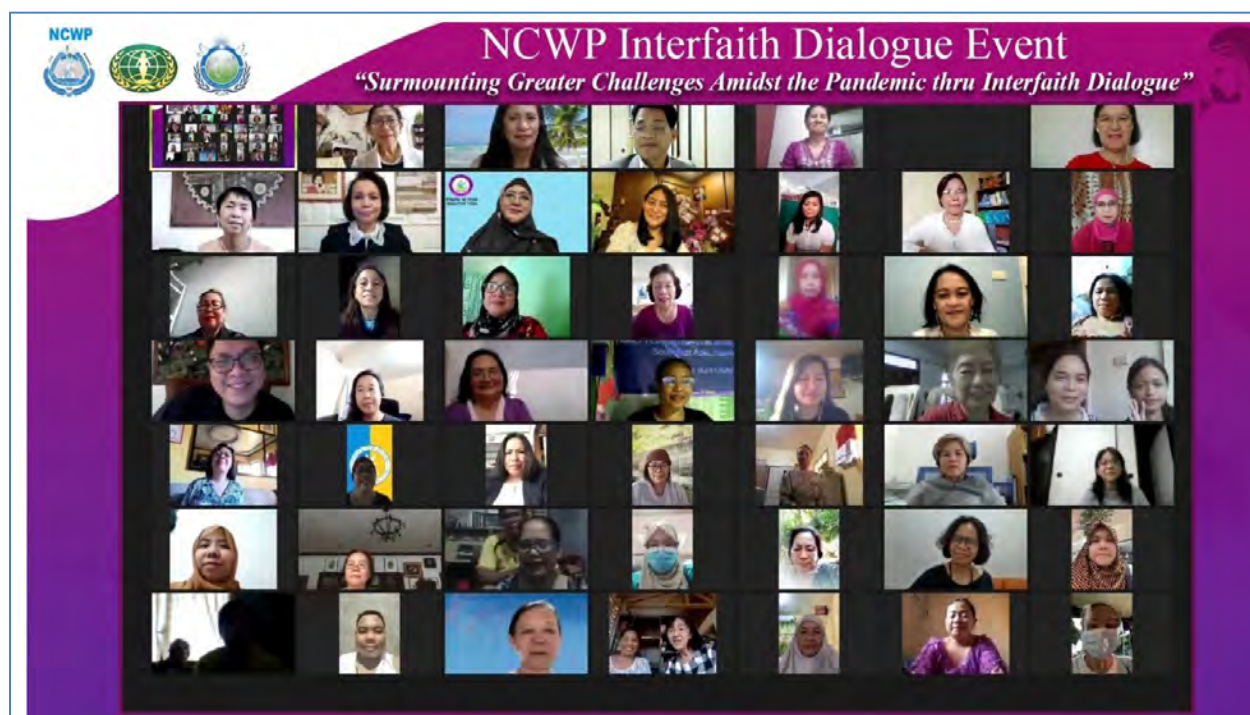 NCWP
NCWP Interfaith Dialogue Event
“Surmounting Greater Challenges Amidst the Pandemic thru Interfaith Dialogue”